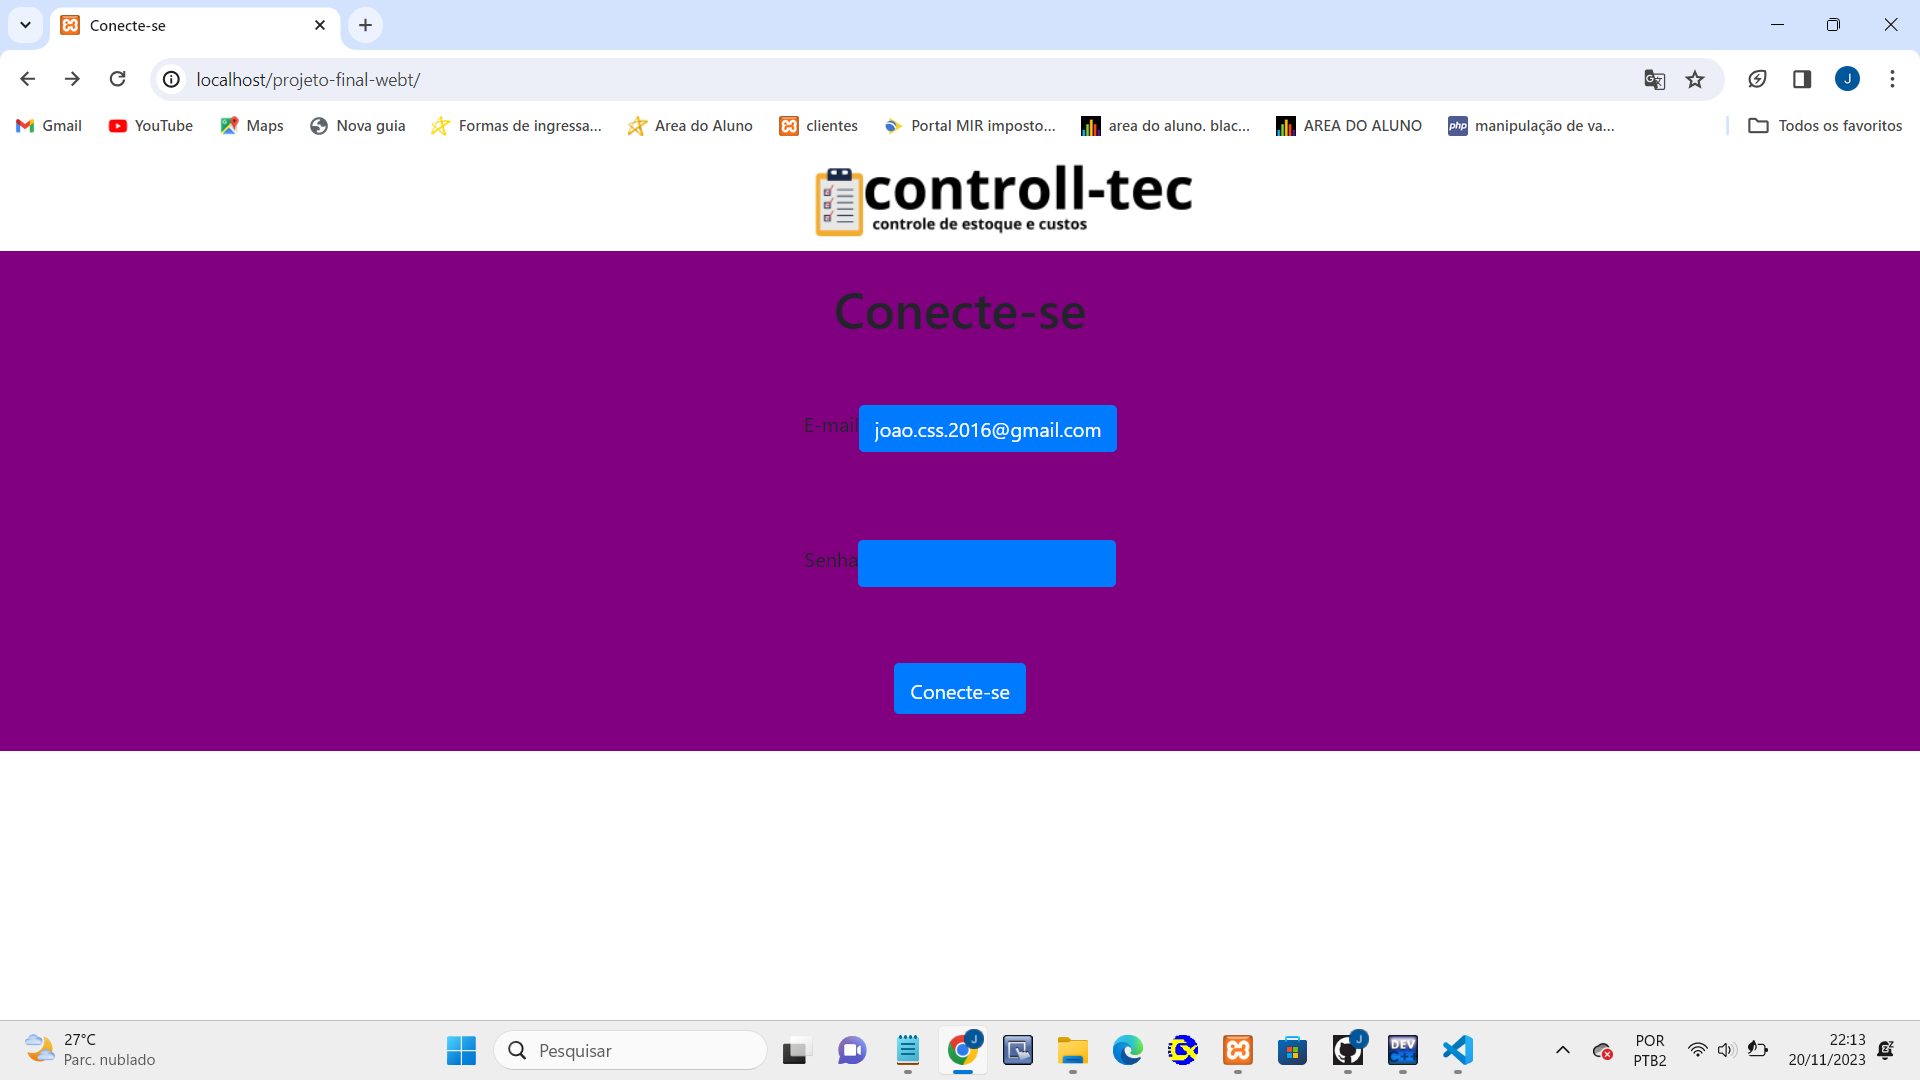 Conecte-se
localhost/projeto-final-webt/
J
Gmail
YouTube
Maps
Nova guia
Formas de ingressa...
Area do Aluno
clientes
Portal MIR imposto...
area do aluno. blac...
AREA DO ALUNO
php
manipulação de va...
Todos os favoritos
controll-tec
controle de estoque e custos
Conecte-se
E-mail
joao.css.2016@gmail.com
Senha
Conecte-se
27°C
Parc. nublado
Pesquisar
J
J
DEV
C++
POR
PTB2
22:13
20/11/2023